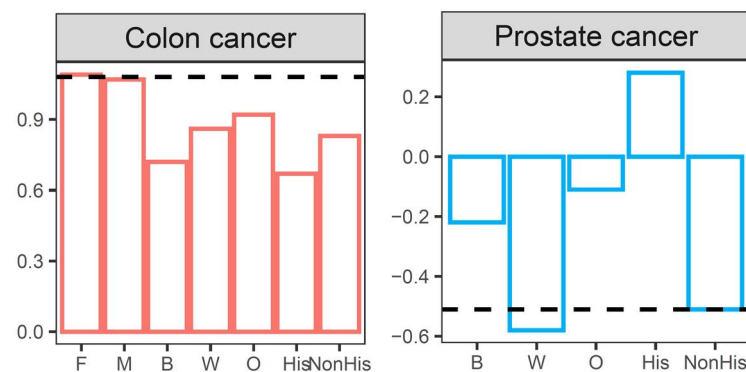 Colon cancer
0.9
0.6
0.3
0.0
F M B W O His NonHis
Prostate cancer
0.2
0.0
−0.2
−0.4
−0.6
B W O His NonHis